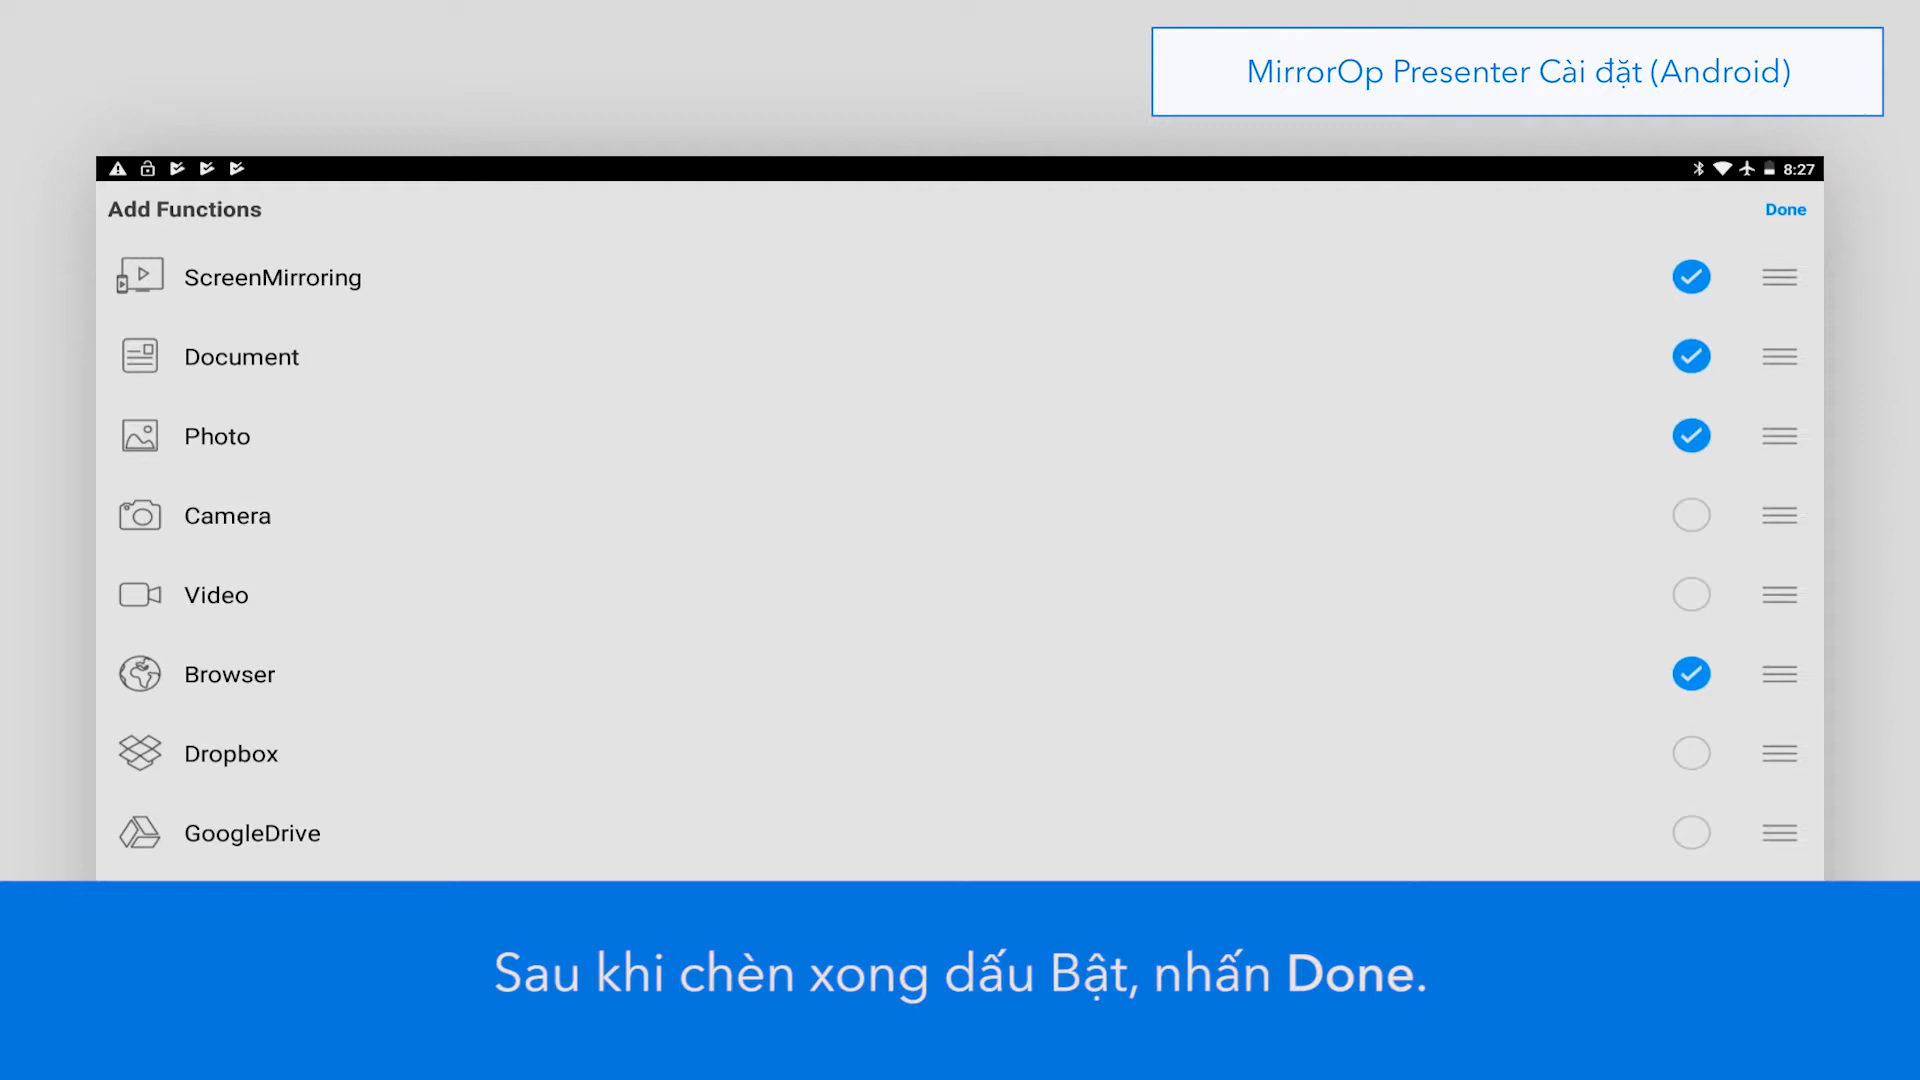 MirrorOp Presenter Cài đặt (Android)
8:27
Add Functions
Done
ScreenMirroring
Document
Photo
Camera
Video
Browser
Dropbox
GoogleDrive
Sau khi chèn xong dấu Bật, nhấn Done.